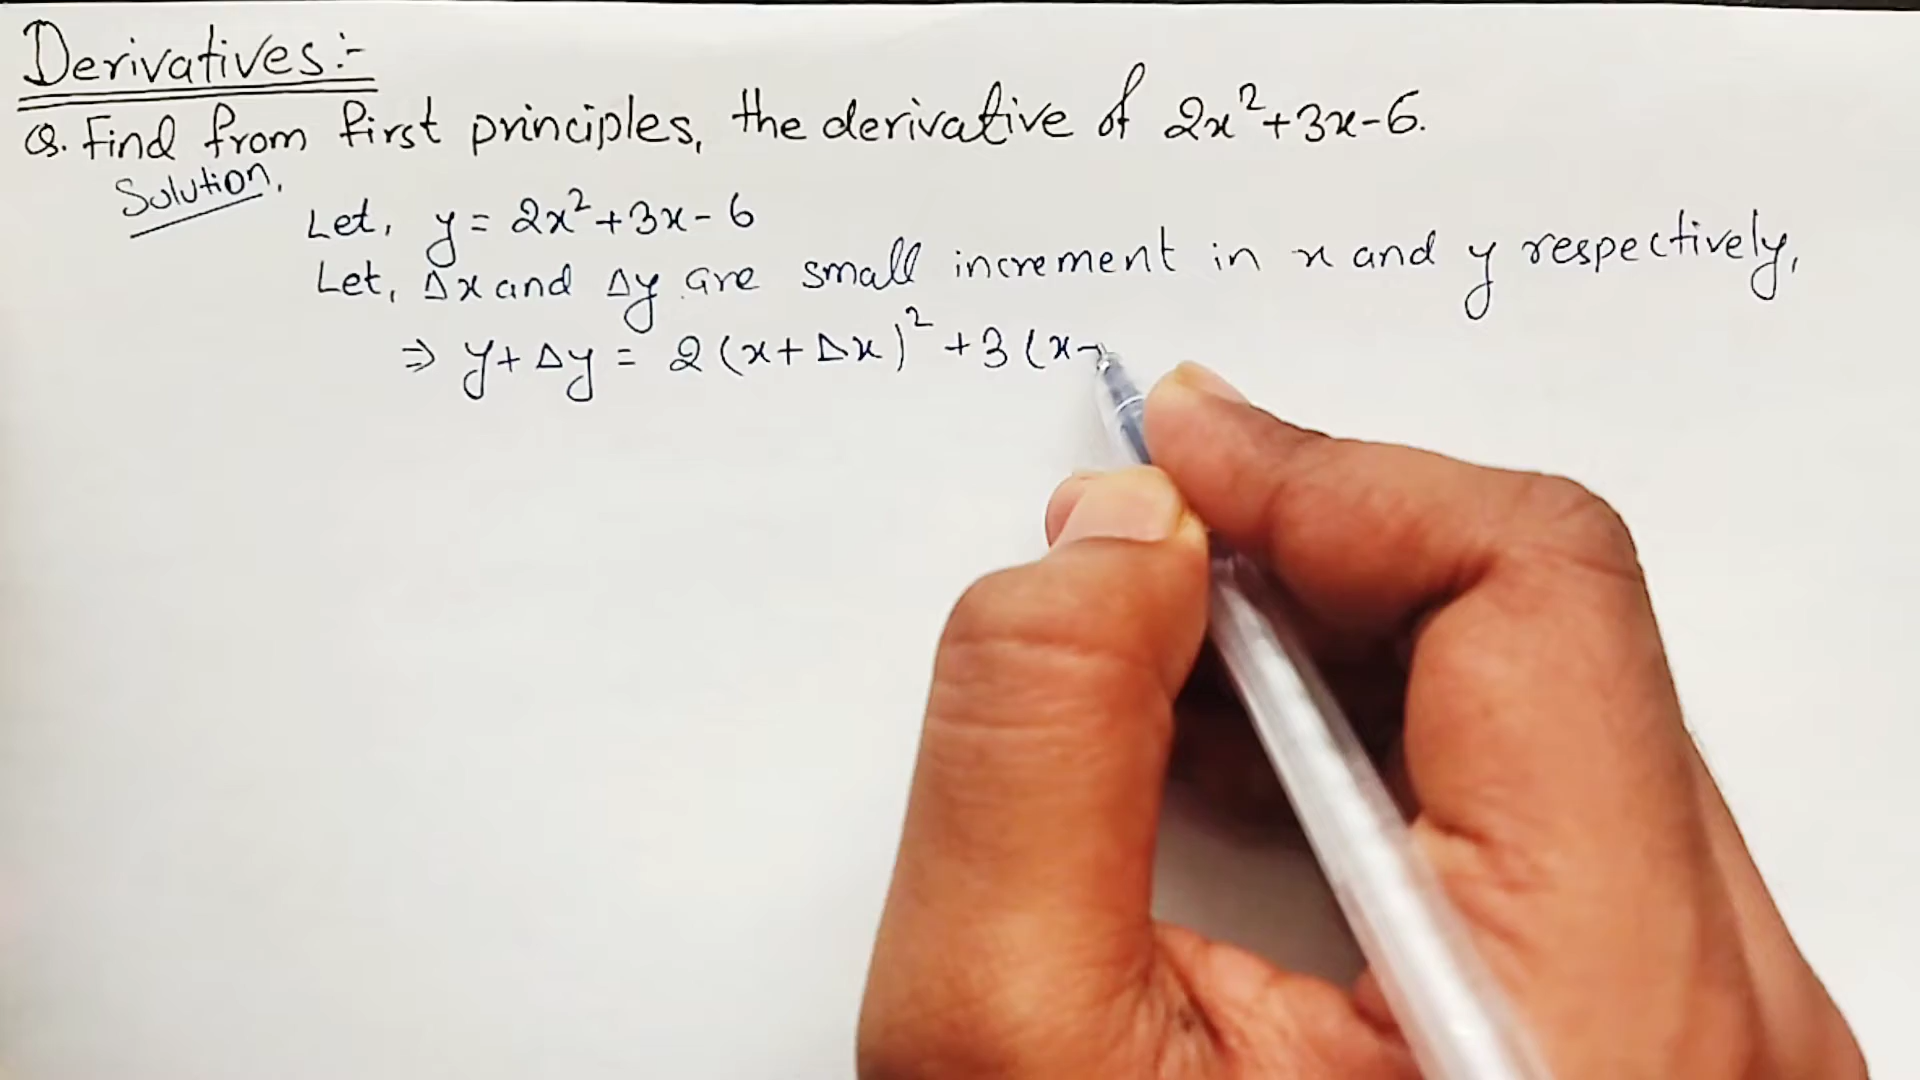 Derivatives:-
Q. Find from first principles, the derivative of 2x²+3x-6.
Solution,
Let, y = 2x²+3x-6
Let, Δx and Δy are small increment in x and y respectively,
⇒ y+Δy = 2(x+Δx)² +3(x+